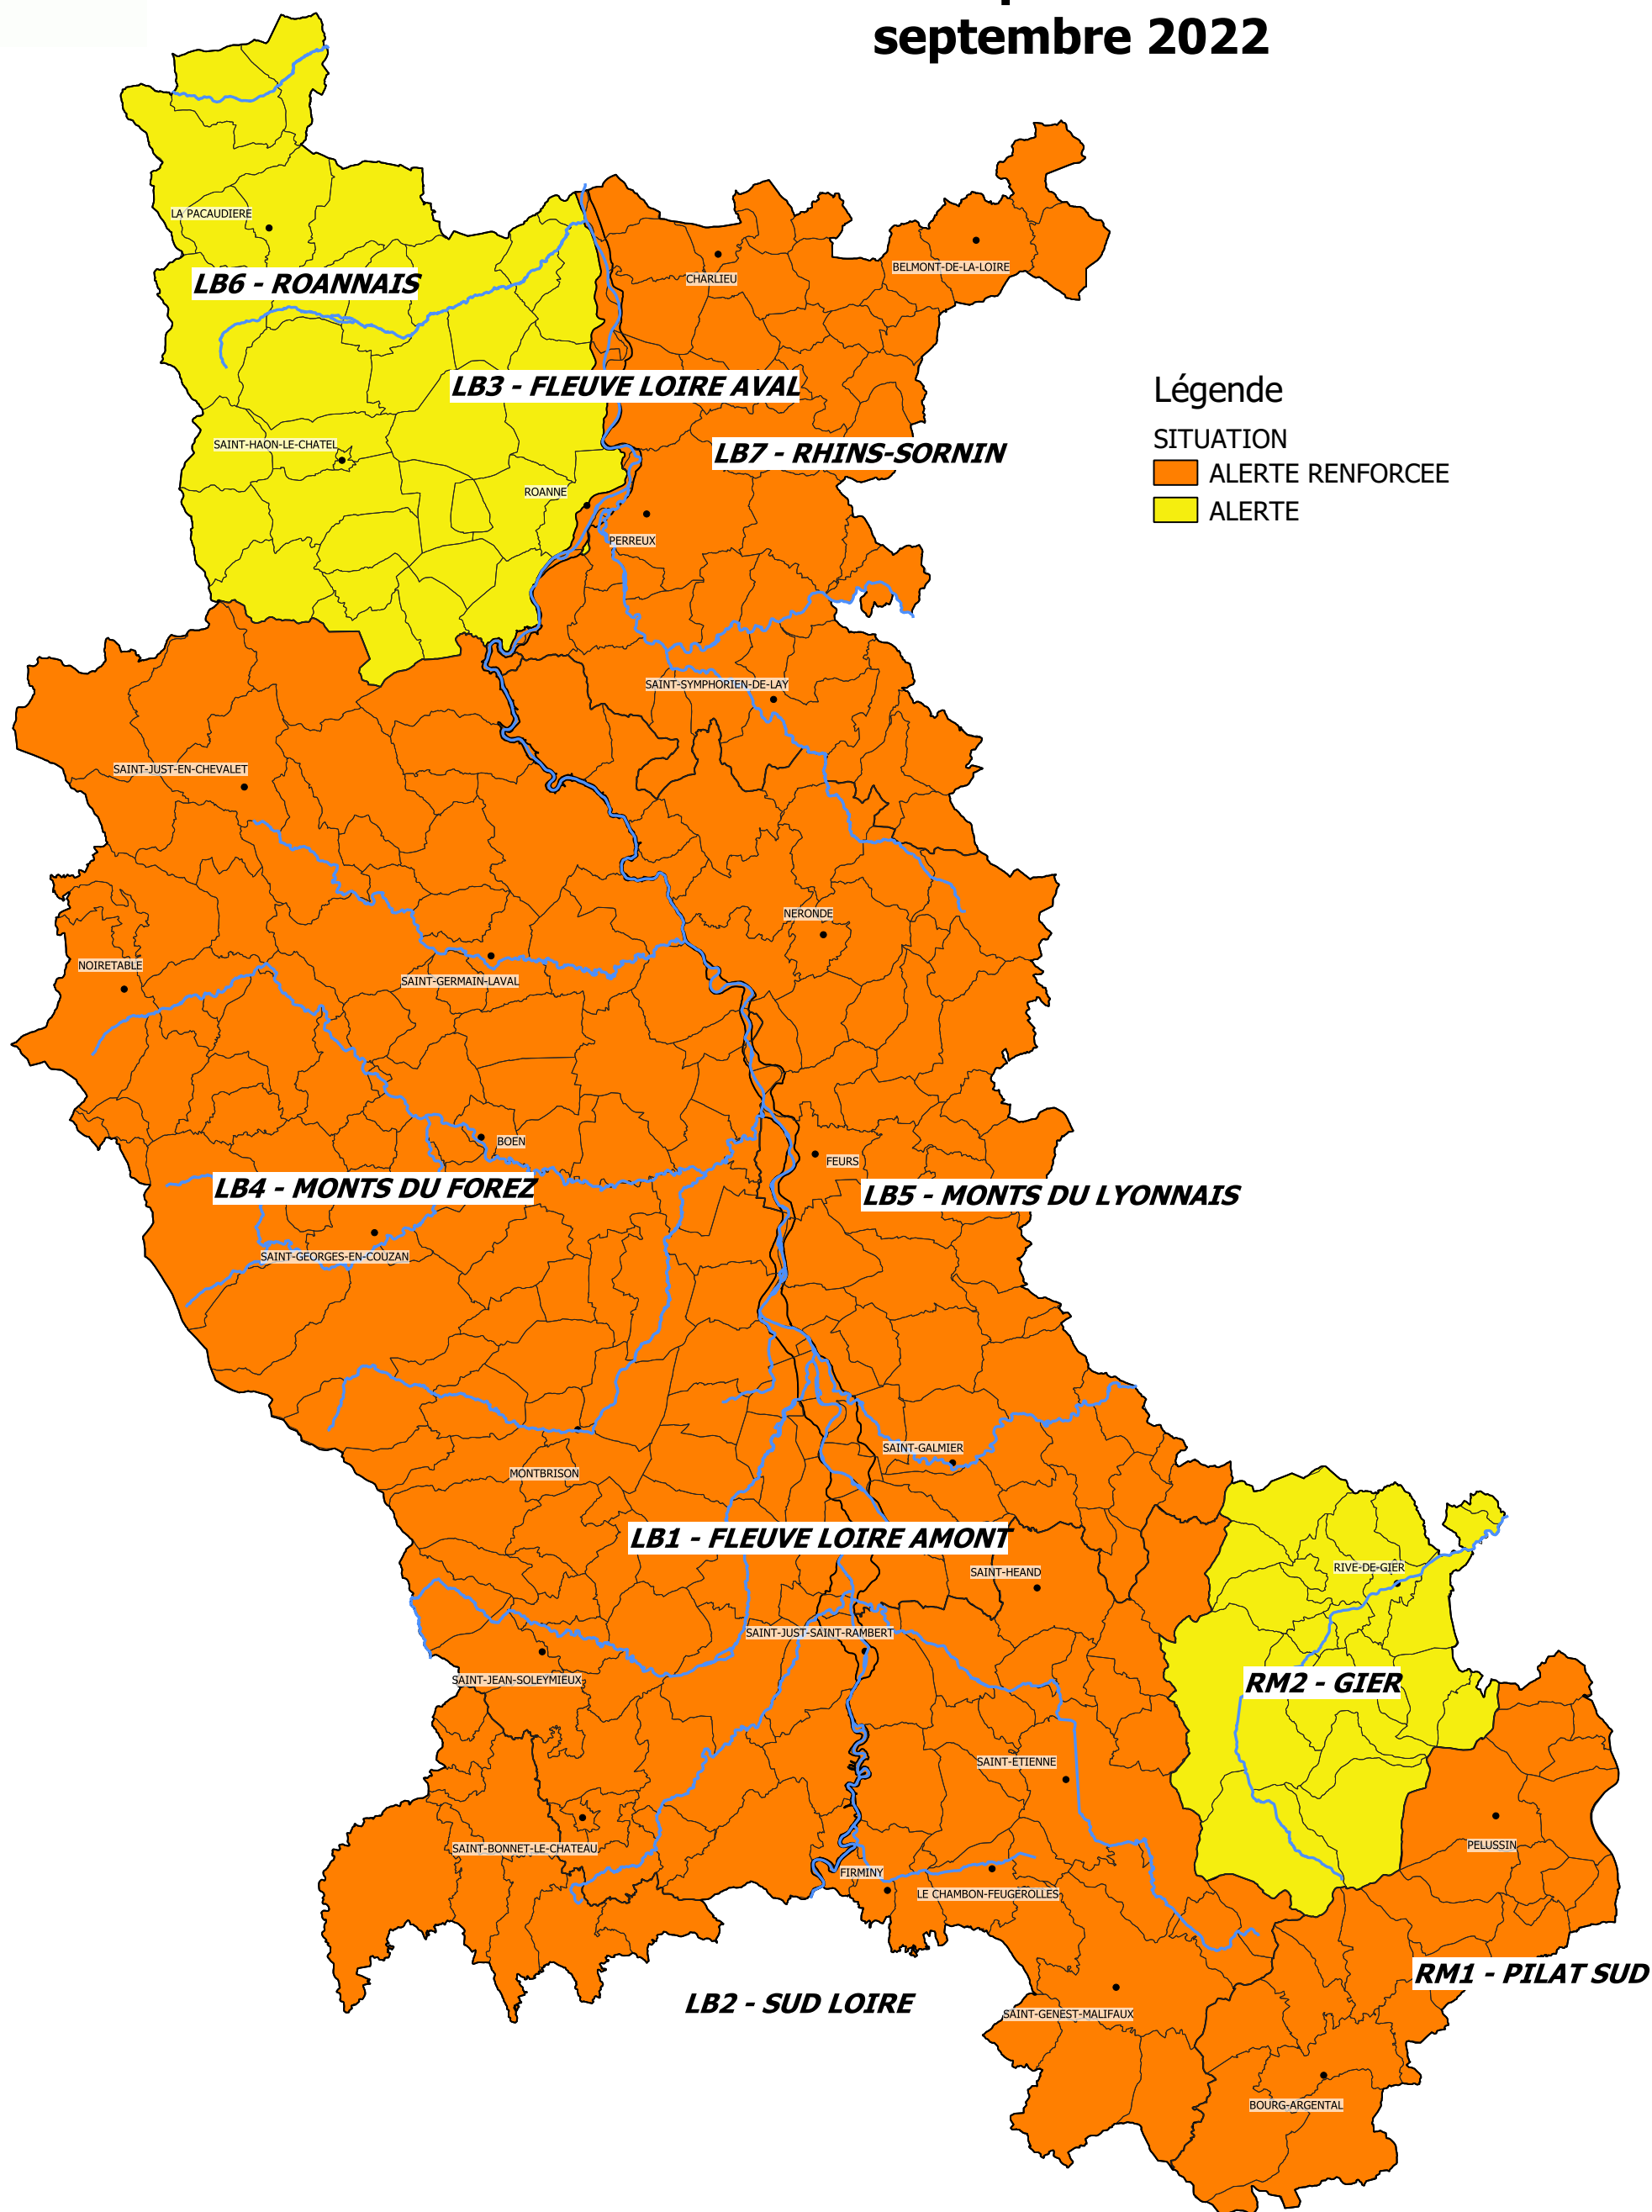 septembre 2022
LA PACAUDIERE
LB6 - ROANNAIS
CHARLIEU
BELMONT-DE-LA-LOIRE
LB3 - FLEUVE LOIRE AVAL
Légende
SITUATION
ALERTE RENFORCEE
ALERTE
SAINT-HAON-LE-CHATEL
LB7 - RHINS-SORNIN
ROANNE
PERREUX
SAINT-SYMPHORIEN-DE-LAY
SAINT-JUST-EN-CHEVALET
NERONDE
NOIRETABLE
SAINT-GERMAIN-LAVAL
BOEN
FEURS
LB4 - MONTS DU FOREZ
LB5 - MONTS DU LYONNAIS
SAINT-GEORGES-EN-COUZAN
SAINT-GALMIER
MONTBRISON
LB1 - FLEUVE LOIRE AMONT
SAINT-HEAND
RIVE-DE-GIER
SAINT-JUST-SAINT-RAMBERT
SAINT-JEAN-SOLEYMIEUX
RM2 - GIER
SAINT-ETIENNE
PELUSSIN
SAINT-BONNET-LE-CHATEAU
FIRMINY
LE CHAMBON-FEUGEROLLES
RM1 - PILAT SUD
LB2 - SUD LOIRE
SAINT-GENEST-MALIFAUX
BOURG-ARGENTAL